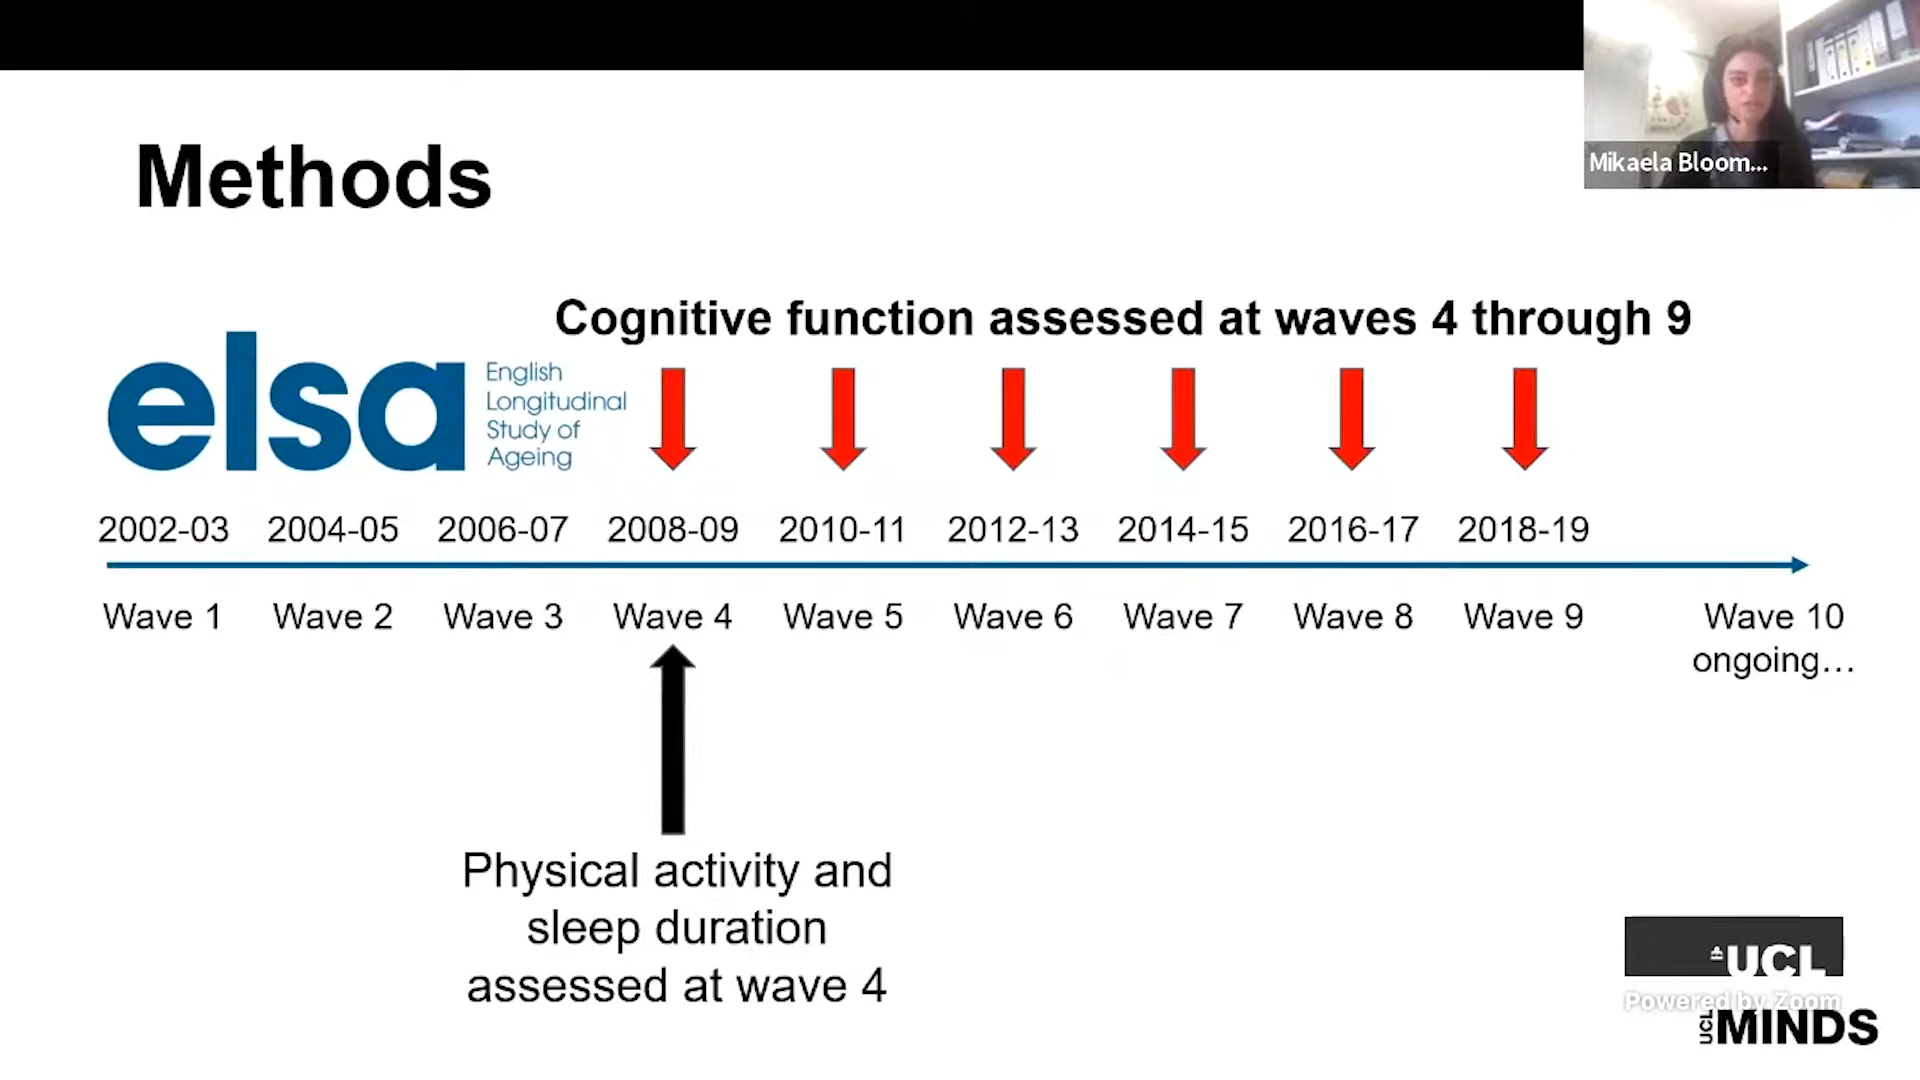 Mikaela Bloom...
Methods
Cognitive function assessed at waves 4 through 9
elsa
English
Longitudinal
Study of
Ageing
2002-03 2004-05 2006-07 2008-09 2010-11 2012-13 2014-15 2016-17 2018-19
Wave 1 Wave 2 Wave 3 Wave 4 Wave 5 Wave 6 Wave 7 Wave 8 Wave 9 Wave 10
ongoing...
Physical activity and
sleep duration
assessed at wave 4
UCL
Powered by Zoom
UCL MINDS